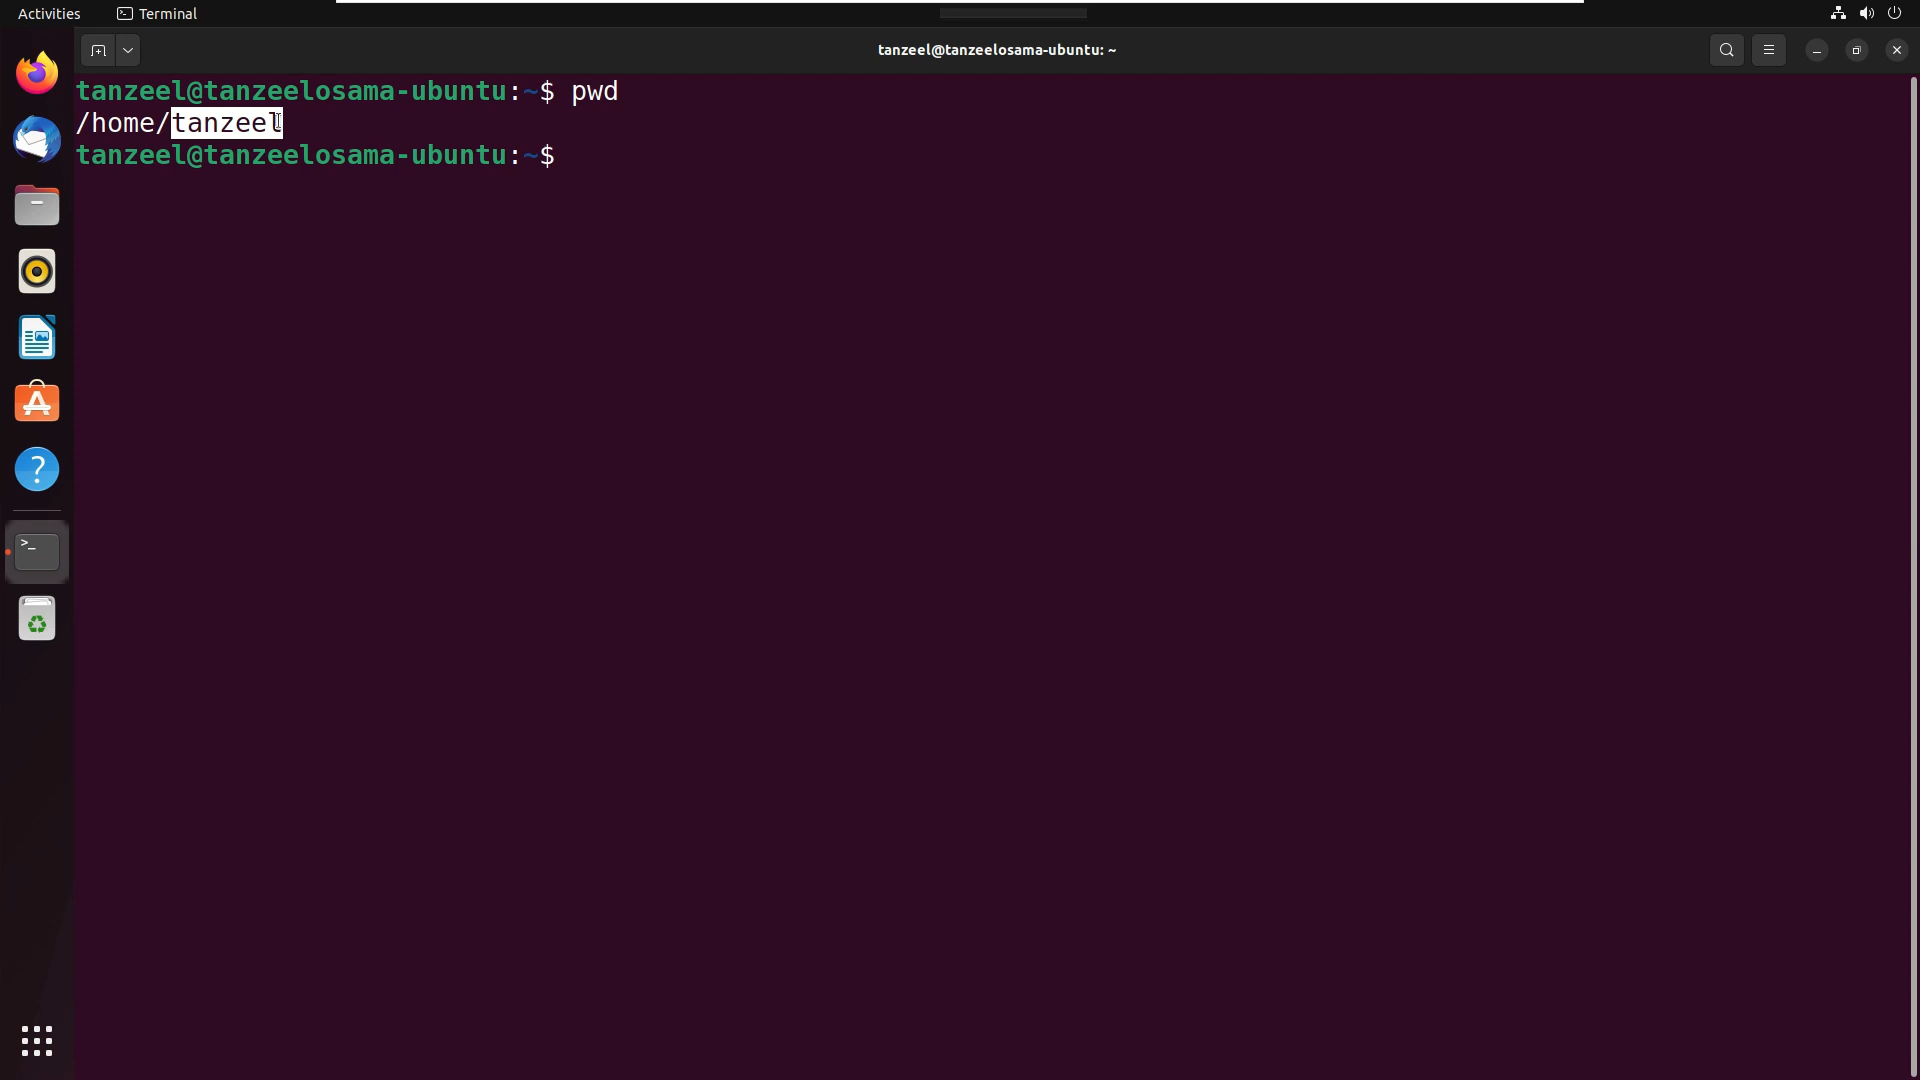 Activities Terminal
tanzeel@tanzeelosama-ubuntu: ~
tanzeel@tanzeelosama-ubuntu:~$ pwd
/home/tanzeel
tanzeel@tanzeelosama-ubuntu:~$